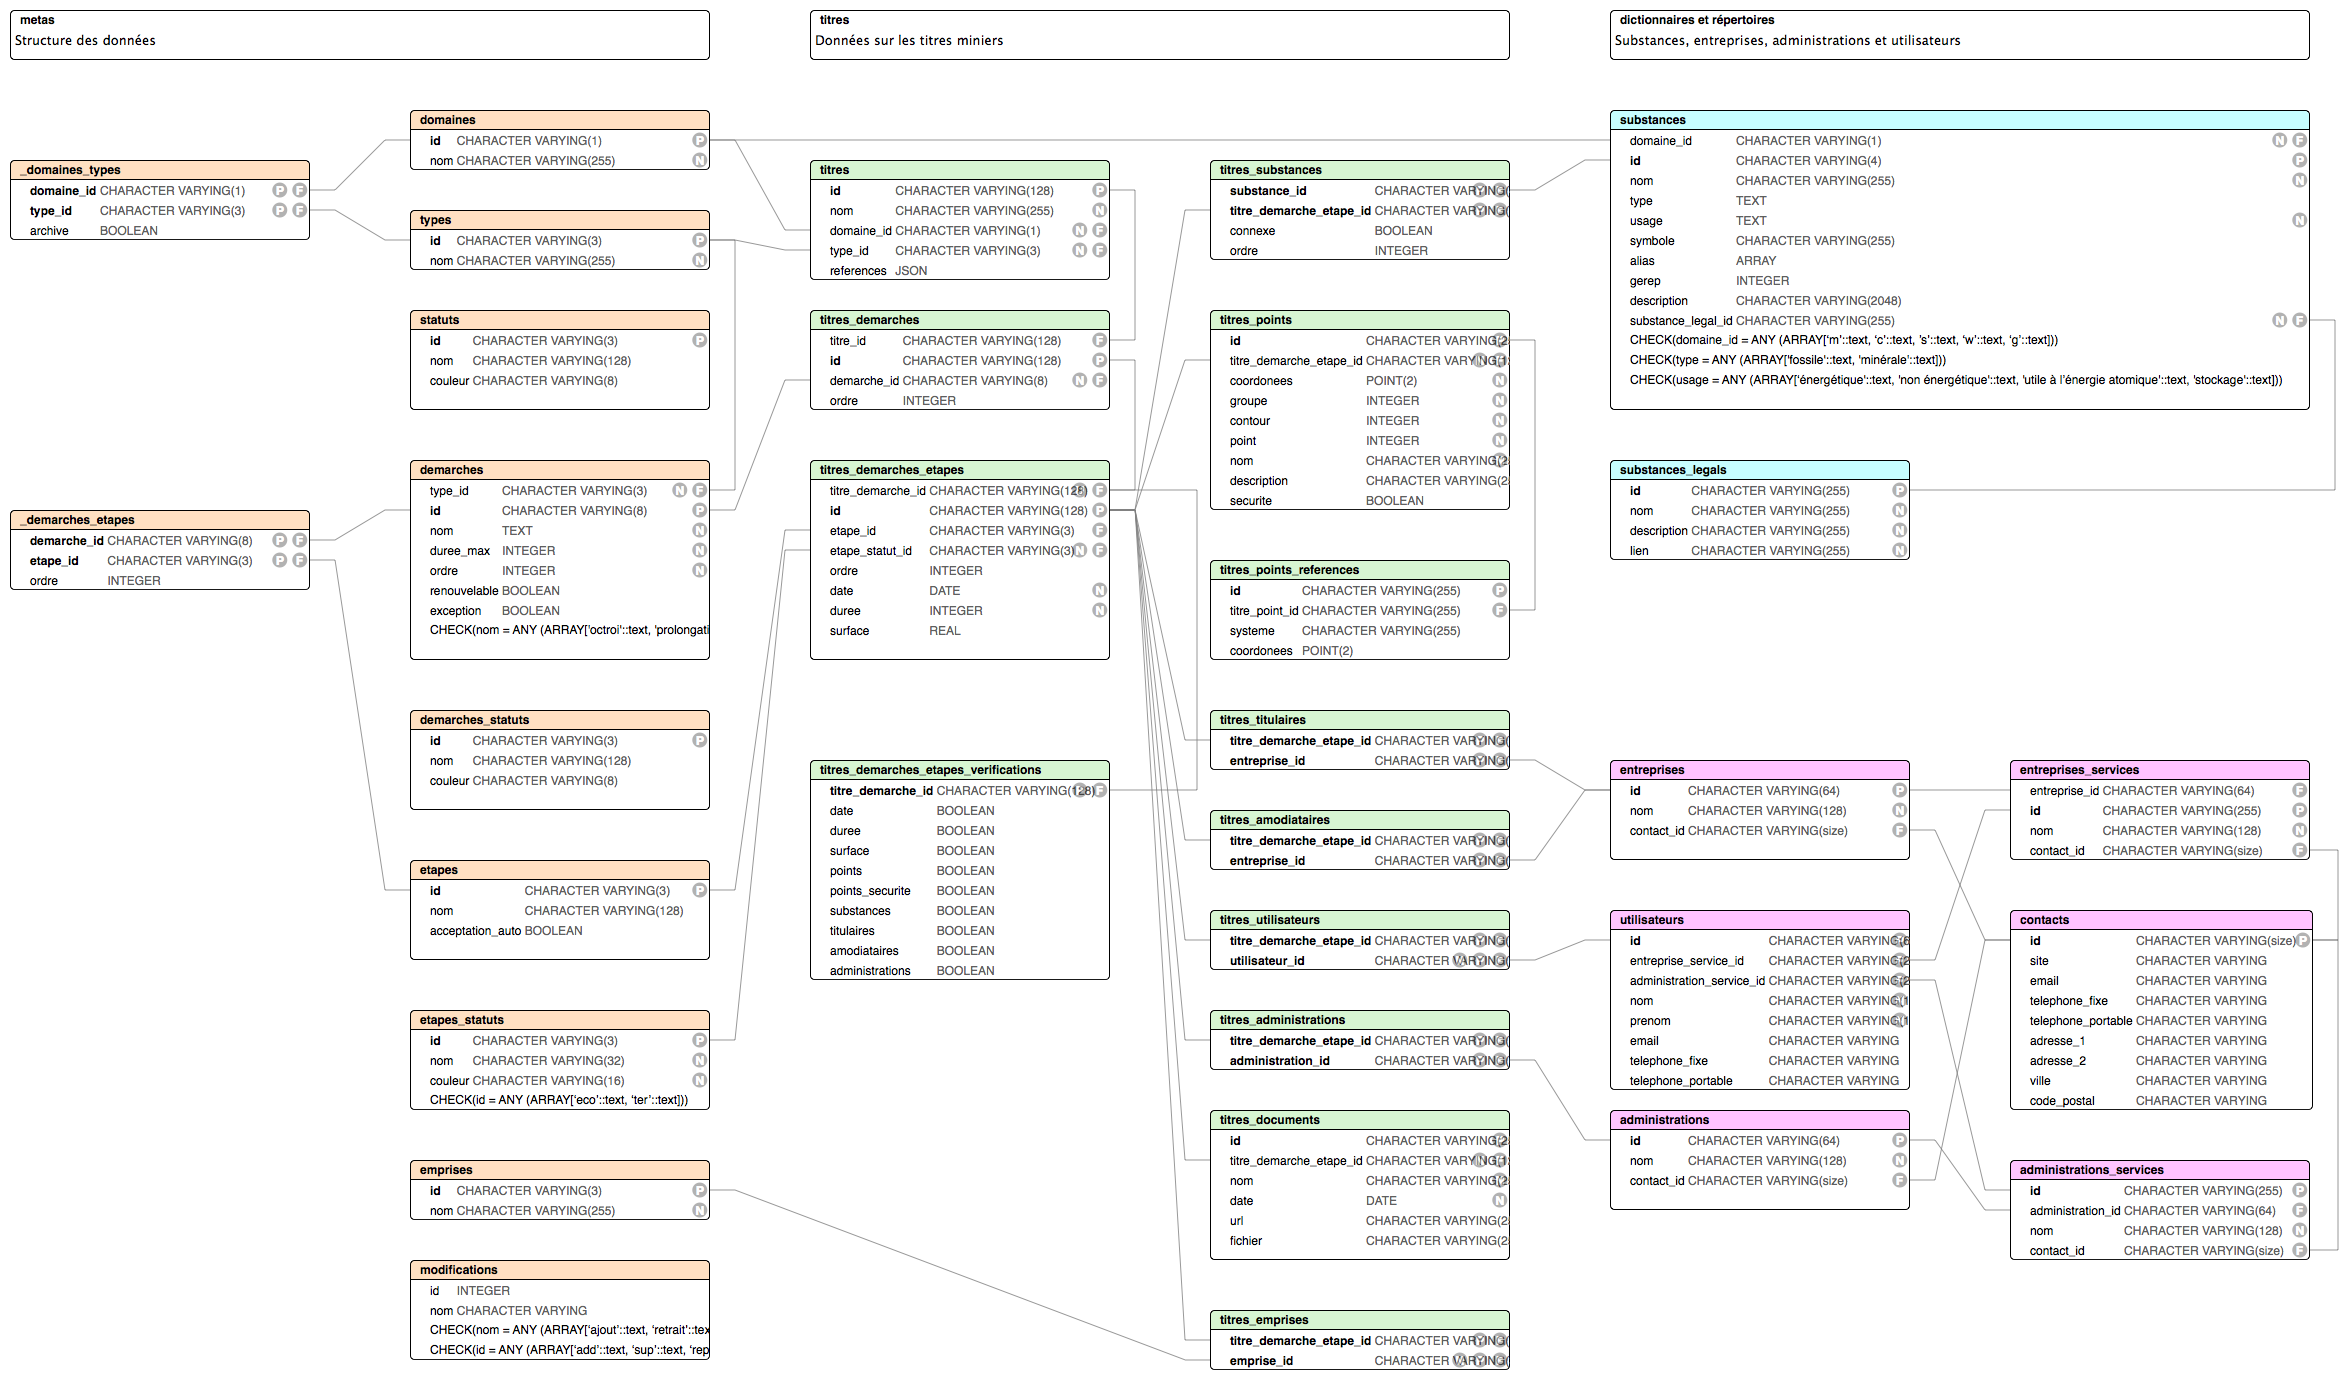 metas
Structure des données
titres
Données sur les titres miniers
dictionnaires et répertoires
Substances, entreprises, administrations et utilisateurs
_domaines_types
domaine_id CHARACTER VARYING(1) P F
type_id CHARACTER VARYING(3) P F
archive BOOLEAN
_demarches_etapes
demarche_id CHARACTER VARYING(8) P F
etape_id CHARACTER VARYING(3) P F
ordre INTEGER
domaines
id CHARACTER VARYING(1) P
nom CHARACTER VARYING(255) N
types
id CHARACTER VARYING(3) P
nom CHARACTER VARYING(255) N
statuts
id CHARACTER VARYING(3) P
nom CHARACTER VARYING(128)
couleur CHARACTER VARYING(8)
demarches
type_id CHARACTER VARYING(3) N F
id CHARACTER VARYING(8) P
nom TEXT N
duree_max INTEGER N
ordre INTEGER N
renouvelable BOOLEAN
exception BOOLEAN
CHECK(nom = ANY (ARRAY['octroi'::text, 'prolongati
demarches_statuts
id CHARACTER VARYING(3) P
nom CHARACTER VARYING(128)
couleur CHARACTER VARYING(8)
etapes
id CHARACTER VARYING(3) P
nom CHARACTER VARYING(128)
acceptation_auto BOOLEAN
etapes_statuts
id CHARACTER VARYING(3) P
nom CHARACTER VARYING(32) N
couleur CHARACTER VARYING(16) N
CHECK(id = ANY (ARRAY['eco'::text, 'ter'::text]))
emprises
id CHARACTER VARYING(3) P
nom CHARACTER VARYING(255) N
modifications
id INTEGER
nom CHARACTER VARYING
CHECK(nom = ANY (ARRAY['ajout'::text, 'retrait'::tex
CHECK(id = ANY (ARRAY['add'::text, 'sup'::text, 'rep
titres
id CHARACTER VARYING(128) P
nom CHARACTER VARYING(255) N
domaine_id CHARACTER VARYING(1) N F
type_id CHARACTER VARYING(3) N F
references JSON
titres_demarches
titre_id CHARACTER VARYING(128) F
id CHARACTER VARYING(128) P
demarche_id CHARACTER VARYING(8) N F
ordre INTEGER
titres_demarches_etapes
titre_demarche_id CHARACTER VARYING(128) F
id CHARACTER VARYING(128) P
etape_id CHARACTER VARYING(3) F
etape_statut_id CHARACTER VARYING(3) N F
ordre INTEGER
date DATE N
duree INTEGER N
surface REAL
titres_demarches_etapes_verifications
titre_demarche_id CHARACTER VARYING(128) F
date BOOLEAN
duree BOOLEAN
surface BOOLEAN
points BOOLEAN
points_securite BOOLEAN
substances BOOLEAN
titulaires BOOLEAN
amodiataires BOOLEAN
administrations BOOLEAN
titres_substances
substance_id CHARACTER VARYING(
titre_demarche_etape_id CHARACTER VARYING(
connexe BOOLEAN
ordre INTEGER
titres_points
id CHARACTER VARYING(2
titre_demarche_etape_id CHARACTER VARYING(1
coordonees POINT(2) N
groupe INTEGER N
contour INTEGER N
point INTEGER N
nom CHARACTER VARYING(2
description CHARACTER VARYING(2
securite BOOLEAN
titres_points_references
id CHARACTER VARYING(255) P
titre_point_id CHARACTER VARYING(255) F
systeme CHARACTER VARYING(255)
coordonees POINT(2)
titres_titulaires
titre_demarche_etape_id CHARACTER VARYING(
entreprise_id CHARACTER VARYING(
titres_amodiataires
titre_demarche_etape_id CHARACTER VARYING(
entreprise_id CHARACTER VARYING(
titres_utilisateurs
titre_demarche_etape_id CHARACTER VARYING(
utilisateur_id CHARACTER VARYING(
titres_administrations
titre_demarche_etape_id CHARACTER VARYING(
administration_id CHARACTER VARYING(
titres_documents
id CHARACTER VARYING(2
titre_demarche_etape_id CHARACTER VARYING(1
nom CHARACTER VARYING(2
date DATE N
url CHARACTER VARYING(2
fichier CHARACTER VARYING(2
titres_emprises
titre_demarche_etape_id CHARACTER VARYING(
emprise_id CHARACTER VARYING(
substances
domaine_id CHARACTER VARYING(1) N F
id CHARACTER VARYING(4) P
nom CHARACTER VARYING(255) N
type TEXT
usage TEXT N
symbole CHARACTER VARYING(255)
alias ARRAY
gerep INTEGER
description CHARACTER VARYING(2048)
substance_legal_id CHARACTER VARYING(255) N F
CHECK(domaine_id = ANY (ARRAY['m'::text, 'c'::text, 's'::text, 'w'::text, 'g'::text]))
CHECK(type = ANY (ARRAY['fossile'::text, 'minérale'::text]))
CHECK(usage = ANY (ARRAY['énergétique'::text, 'non énergétique'::text, 'utile à l'énergie atomique'::text, 'stockage'::text]))
substances_legals
id CHARACTER VARYING(255) P
nom CHARACTER VARYING(255) N
description CHARACTER VARYING(255) N
lien CHARACTER VARYING(255) N
entreprises
id CHARACTER VARYING(64) P
nom CHARACTER VARYING(128) N
contact_id CHARACTER VARYING(size) F
utilisateurs
id CHARACTER VARYING(6
entreprise_service_id CHARACTER VARYING(2
administration_service_id CHARACTER VARYING(2
nom CHARACTER VARYING(1
prenom CHARACTER VARYING(1
email CHARACTER VARYING
telephone_fixe CHARACTER VARYING
telephone_portable CHARACTER VARYING
administrations
id CHARACTER VARYING(64) P
nom CHARACTER VARYING(128) N
contact_id CHARACTER VARYING(size) F
entreprises_services
entreprise_id CHARACTER VARYING(64) F
id CHARACTER VARYING(255) P
nom CHARACTER VARYING(128) N
contact_id CHARACTER VARYING(size) F
contacts
id CHARACTER VARYING(size) P
site CHARACTER VARYING
email CHARACTER VARYING
telephone_fixe CHARACTER VARYING
telephone_portable CHARACTER VARYING
adresse_1 CHARACTER VARYING
adresse_2 CHARACTER VARYING
ville CHARACTER VARYING
code_postal CHARACTER VARYING
administrations_services
id CHARACTER VARYING(255) P
administration_id CHARACTER VARYING(64) F
nom CHARACTER VARYING(128) N
contact_id CHARACTER VARYING(size) F